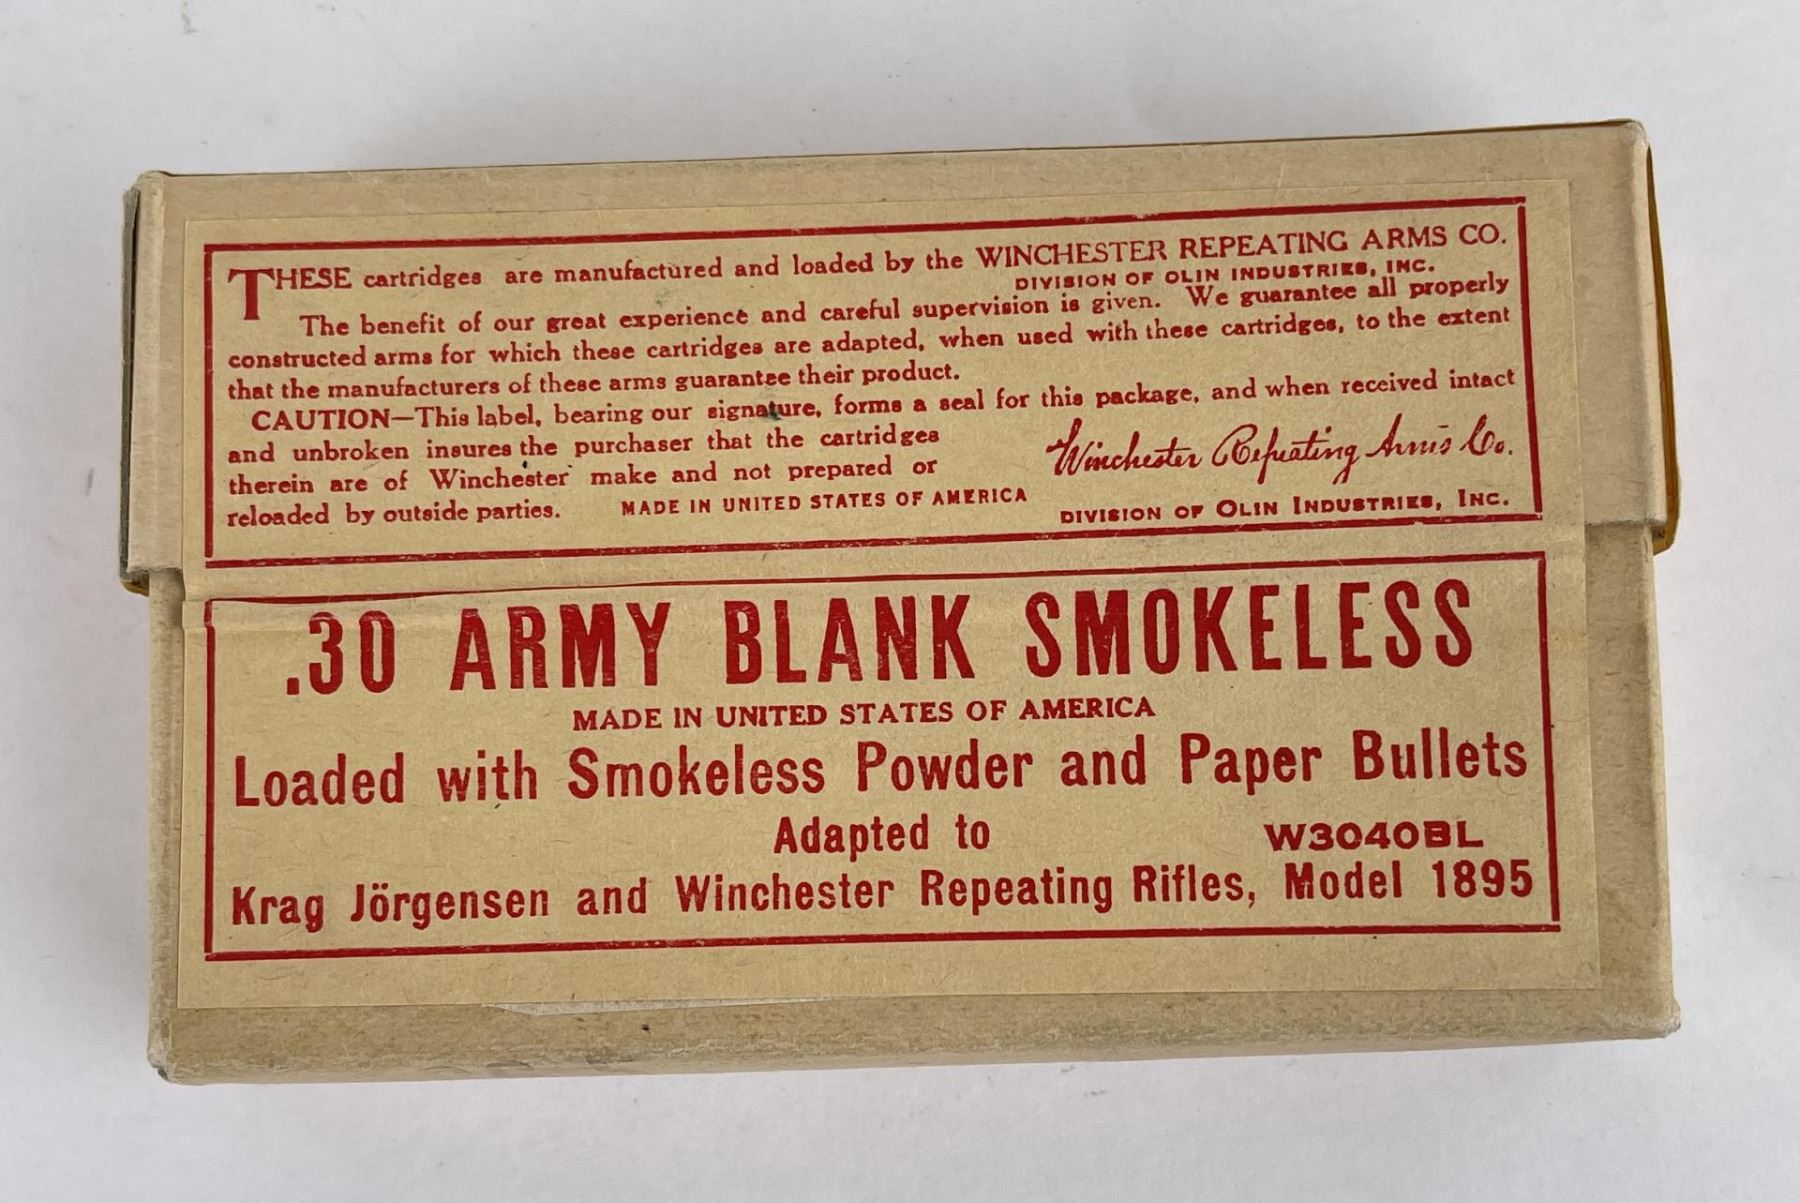 THESE cartridges are manufactured and loaded by the WINCHESTER REPEATING ARMS CO.
DIVISION OF OLIN INDUSTRIES, INC.
The benefit of our great experience and careful supervision is given. We guarantee all properly
constructed arms for which these cartridges are adapted, when used with these cartridges, to the extent
that the manufacturers of these arms guarantee their product.
CAUTION—This label, bearing our signature, forms a seal for this package, and when received intact
and unbroken insures the purchaser that the cartridges
therein are of Winchester make and not prepared or
reloaded by outside parties.
MADE IN UNITED STATES OF AMERICA
Winchester Repeating Arms Co.
DIVISION OF OLIN INDUSTRIES, INC.
.30 ARMY BLANK SMOKELESS
MADE IN UNITED STATES OF AMERICA
Loaded with Smokeless Powder and Paper Bullets
Adapted to
W3040BL
Krag Jörgensen and Winchester Repeating Rifles, Model 1895